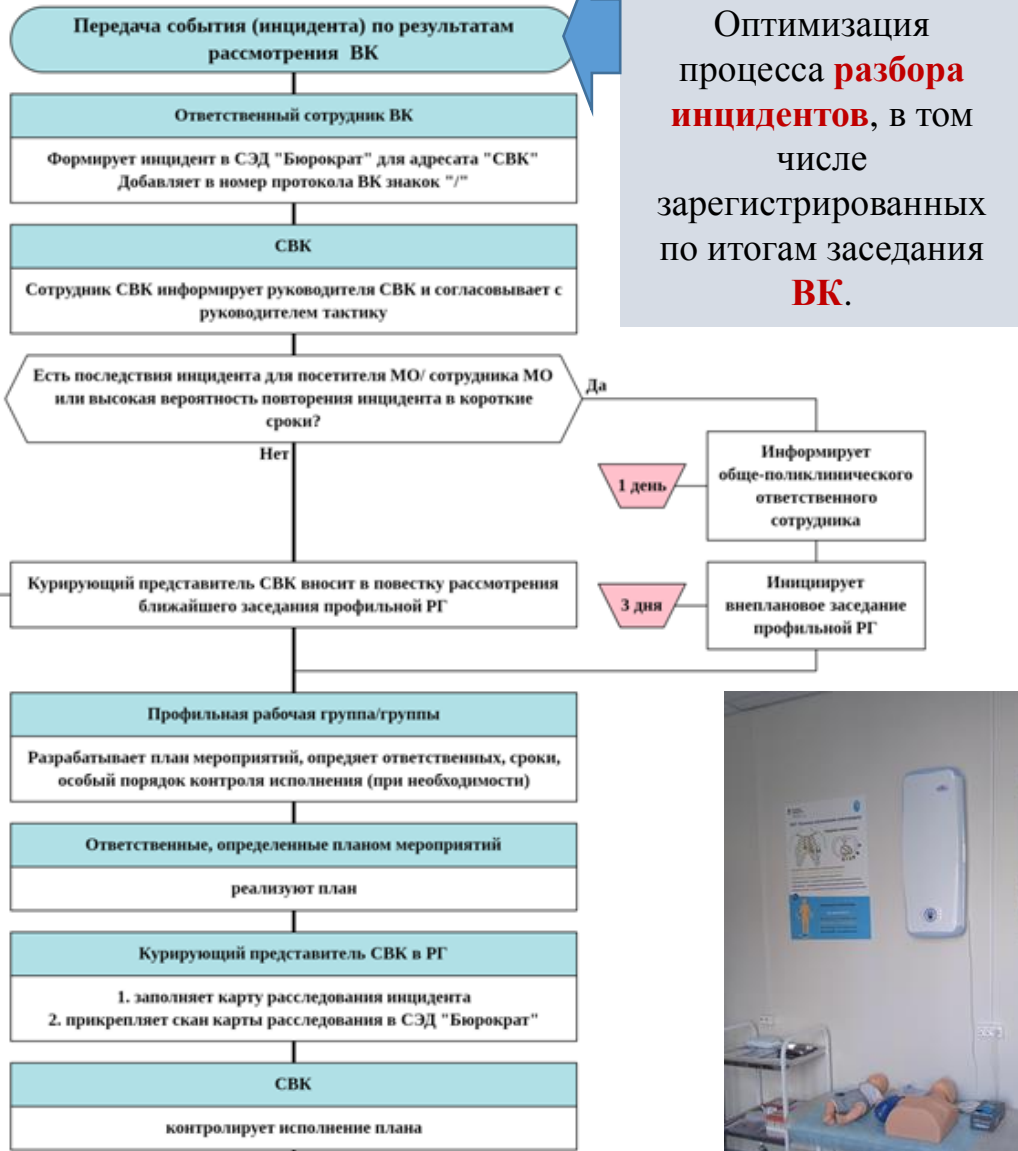 Передача события (инцидента) по результатам
рассмотрения ВК
Оптимизация
процесса разбора
инцидентов, в том
числе
зарегистрированных
по итогам заседания
ВК.
Ответственный сотрудник ВК
Формирует инцидент в СЭД "Бюрократ" для адресата "СВК"
Добавляет в номер протокола ВК знакок "/"
СВК
Сотрудник СВК информирует руководителя СВК и согласовывает с
руководителем тактику
Есть последствия инцидента для посетителя МО/ сотрудника МО
или высокая вероятность повторения инцидента в короткие
сроки?
Да
Нет
1 день
Информирует
обще-поликлинического
ответственного
сотрудника
Курирующий представитель СВК вносит в повестку рассмотрения
ближайшего заседания профильной РГ
3 дня
Инициирует
внеплановое заседание
профильной РГ
Профильная рабочая группа/группы
Разрабатывает план мероприятий, опредяет ответственных, сроки,
особый порядок контроля исполнения (при необходимости)
Ответственные, определенные планом мероприятий
реализуют план
Курирующий представитель СВК в РГ
1. заполняет карту расследования инцидента
2. прикрепляет скан карты расследования в СЭД "Бюрократ"
СВК
контролирует исполнение плана